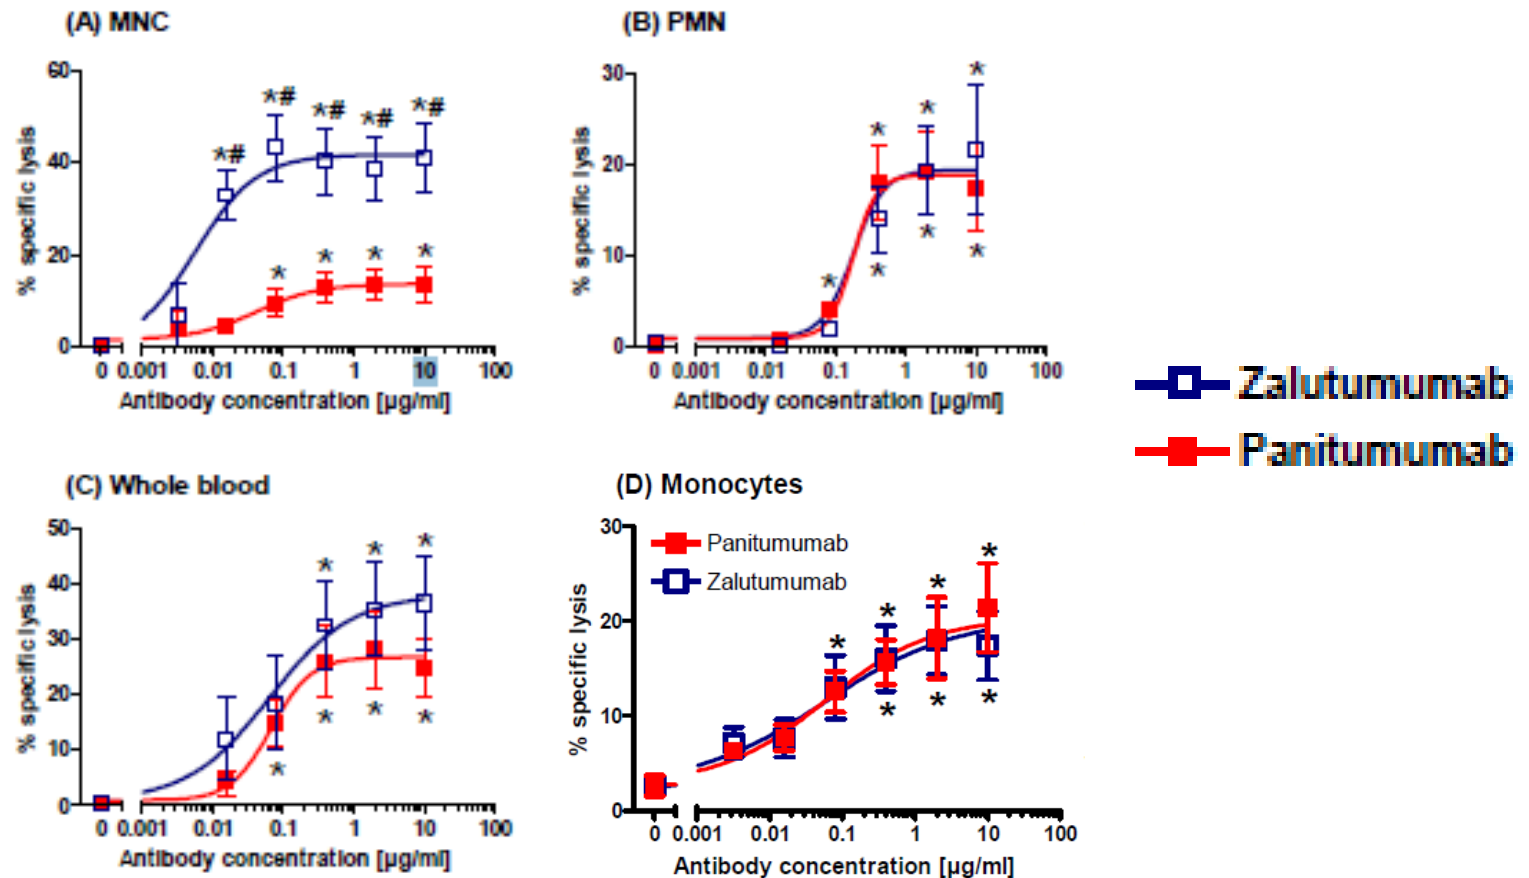 (A) MNC
60
40
20
0
% specific lysis
*#
*#
*#
*#
*#
*
*
*
*
0 0.001 0.01 0.1 1 10 100
Antibody concentration [µg/ml]
(B) PMN
30
20
10
0
% specific lysis
*
*
*
*
*
*
*
0 0.001 0.01 0.1 1 10 100
Antibody concentration [µg/ml]
Zalutumumab
Panitumumab
(C) Whole blood
50
40
30
20
10
0
% specific lysis
*
*
*
*
*
*
*
0 0.001 0.01 0.1 1 10 100
Antibody concentration [µg/ml]
(D) Monocytes
30
20
10
0
% specific lysis
Panitumumab
Zalutumumab
*
*
*
*
*
*
*
0 0.001 0.01 0.1 1 10 100
Antibody concentration [µg/ml]